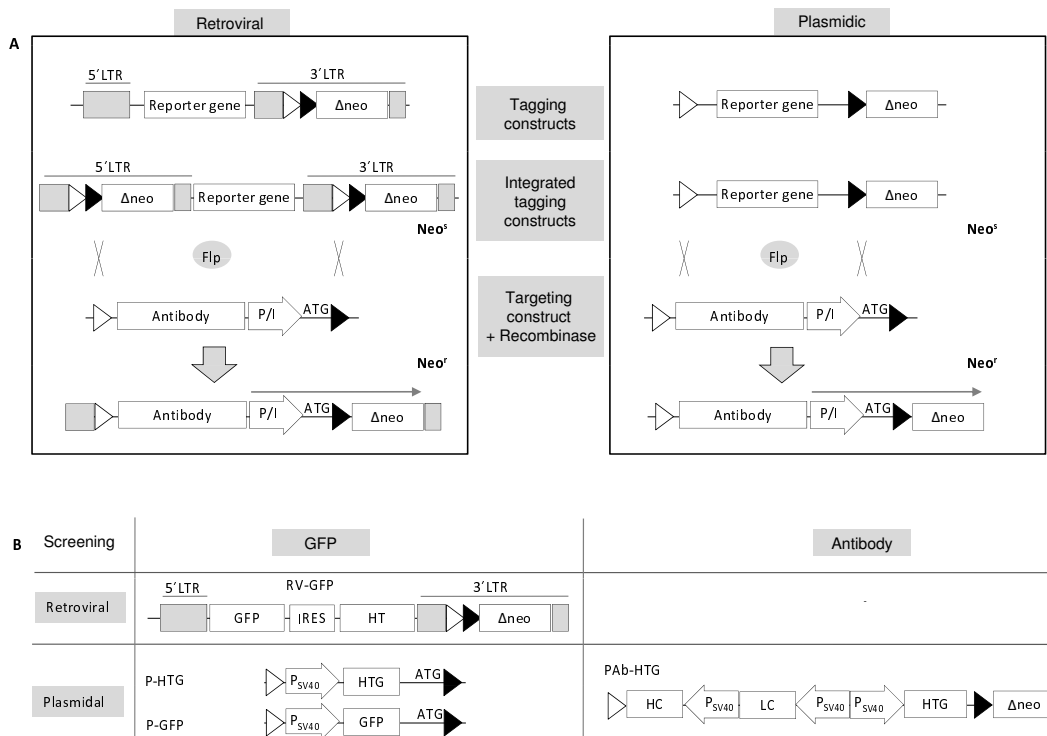 Retroviral
Plasmidic
A
5´LTR
3´LTR
Reporter gene
Δneo
Tagging
constructs
Reporter gene
Δneo
5´LTR
3´LTR
Δneo
Reporter gene
Δneo
Integrated
tagging
constructs
Reporter gene
Δneo
Neoˢ
Neoˢ
Flp
Flp
Antibody
P/I
ATG
Targeting
construct
+ Recombinase
Antibody
P/I
ATG
Neoʳ
Neoʳ
Antibody
P/I
ATG
Δneo
Antibody
P/I
ATG
Δneo
B
Screening
GFP
Antibody
Retroviral
5´LTR
RV-GFP
3´LTR
GFP
IRES
HT
Δneo
-
Plasmidal
P-HTG
PSV40
HTG
ATG
P-GFP
PSV40
GFP
ATG
PAb-HTG
HC
PSV40
LC
PSV40
PSV40
HTG
Δneo